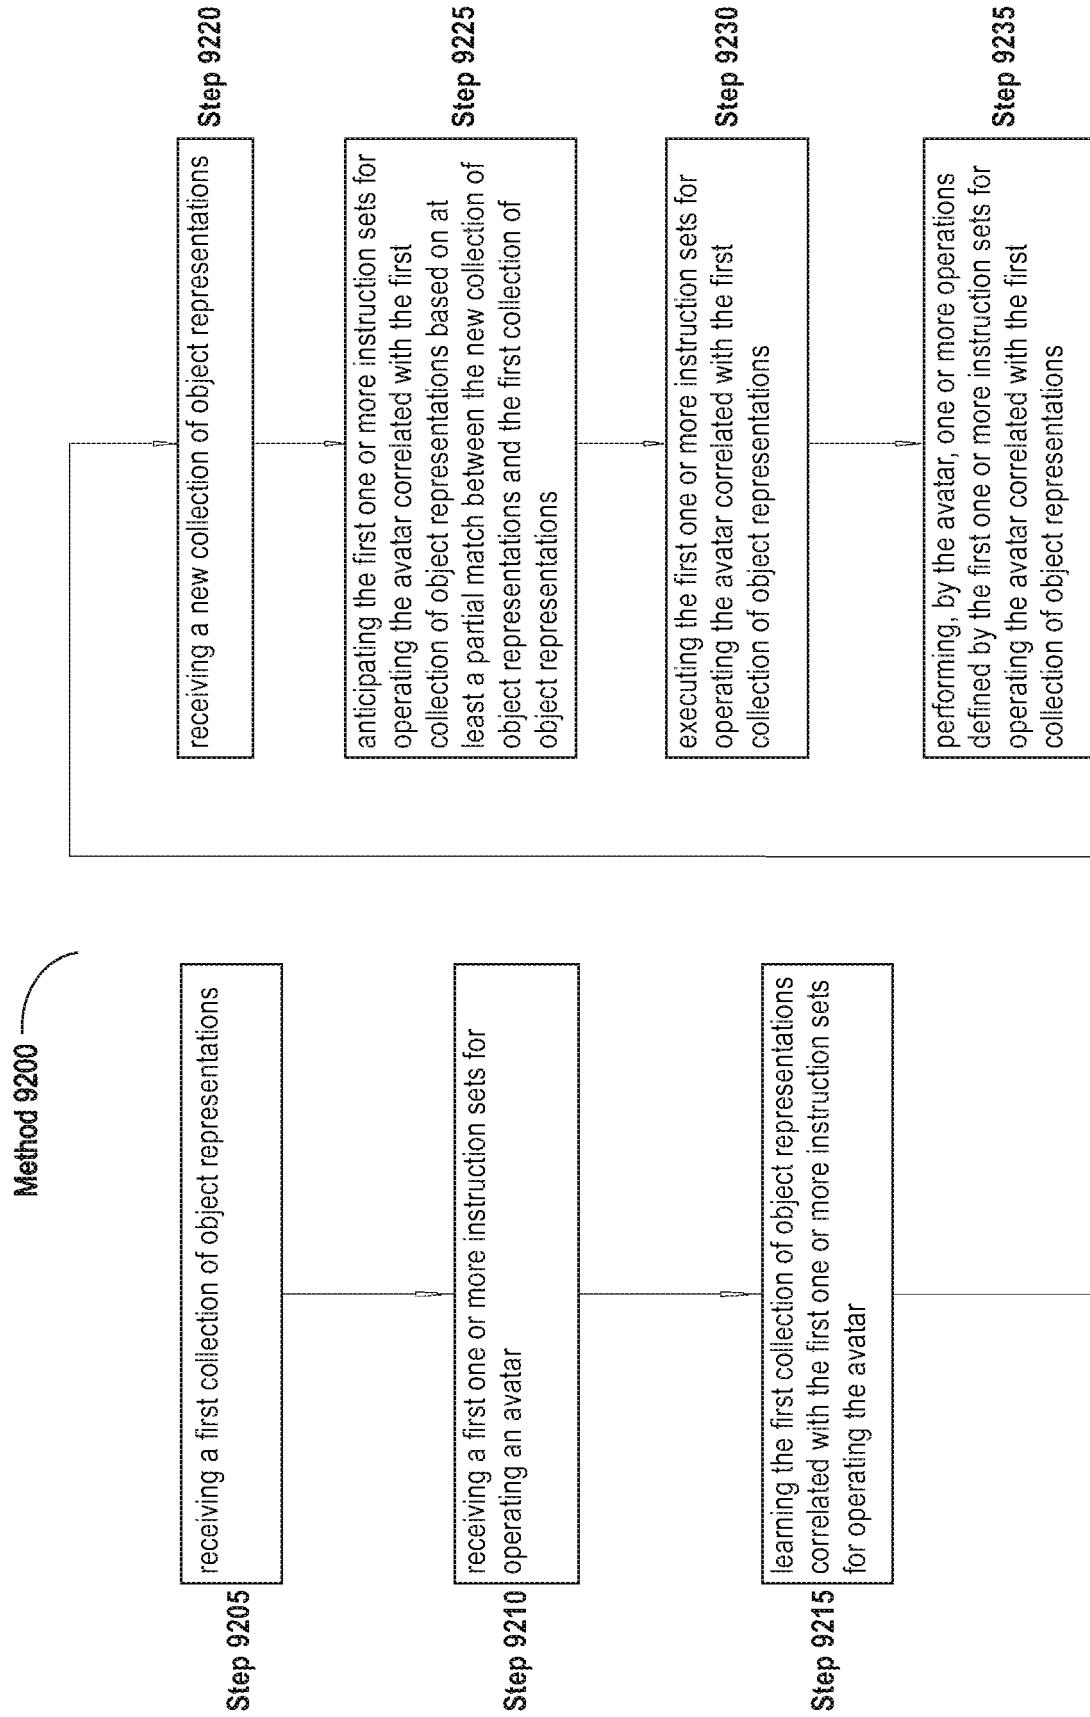 Method 9200
Step 9205
receiving a first collection of object representations
Step 9210
receiving a first one or more instruction sets for
operating an avatar
Step 9215
learning the first collection of object representations
correlated with the first one or more instruction sets
for operating the avatar
Step 9220
receiving a new collection of object representations
Step 9225
anticipating the first one or more instruction sets for
operating the avatar correlated with the first
collection of object representations based on at
least a partial match between the new collection of
object representations and the first collection of
object representations
Step 9230
executing the first one or more instruction sets for
operating the avatar correlated with the first
collection of object representations
Step 9235
performing, by the avatar, one or more operations
defined by the first one or more instruction sets for
operating the avatar correlated with the first
collection of object representations